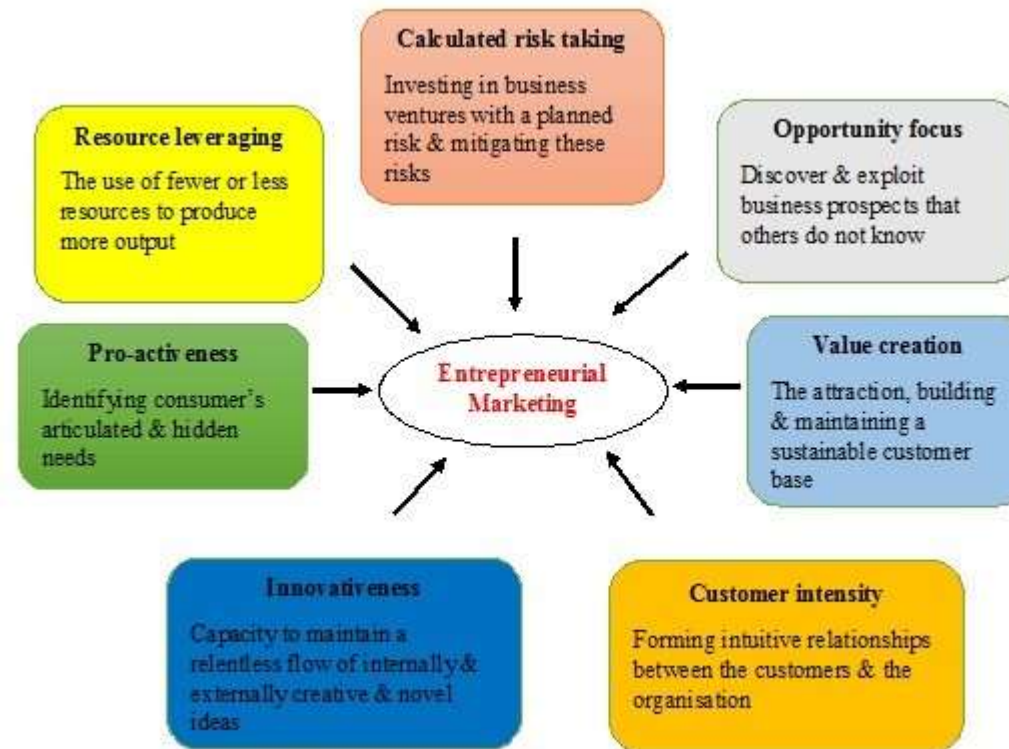 Calculated risk taking
Investing in business
ventures with a planned
risk & mitigating these
risks
Resource leveraging
The use of fewer or less
resources to produce
more output
Opportunity focus
Discover & exploit
business prospects that
others do not know
Pro-activeness
Identifying consumer's
articulated & hidden
needs
Entrepreneurial
Marketing
Value creation
The attraction, building
& maintaining a
sustainable customer
base
Innovativeness
Capacity to maintain a
relentless flow of internally &
externally creative & novel
ideas
Customer intensity
Forming intuitive relationships
between the customers & the
organisation